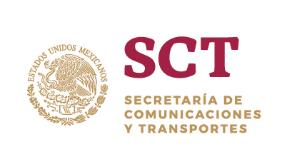 ESTADOS UNIDOS MEXICANOS
SCT
SECRETARÍA DE
COMUNICACIONES
Y TRANSPORTES